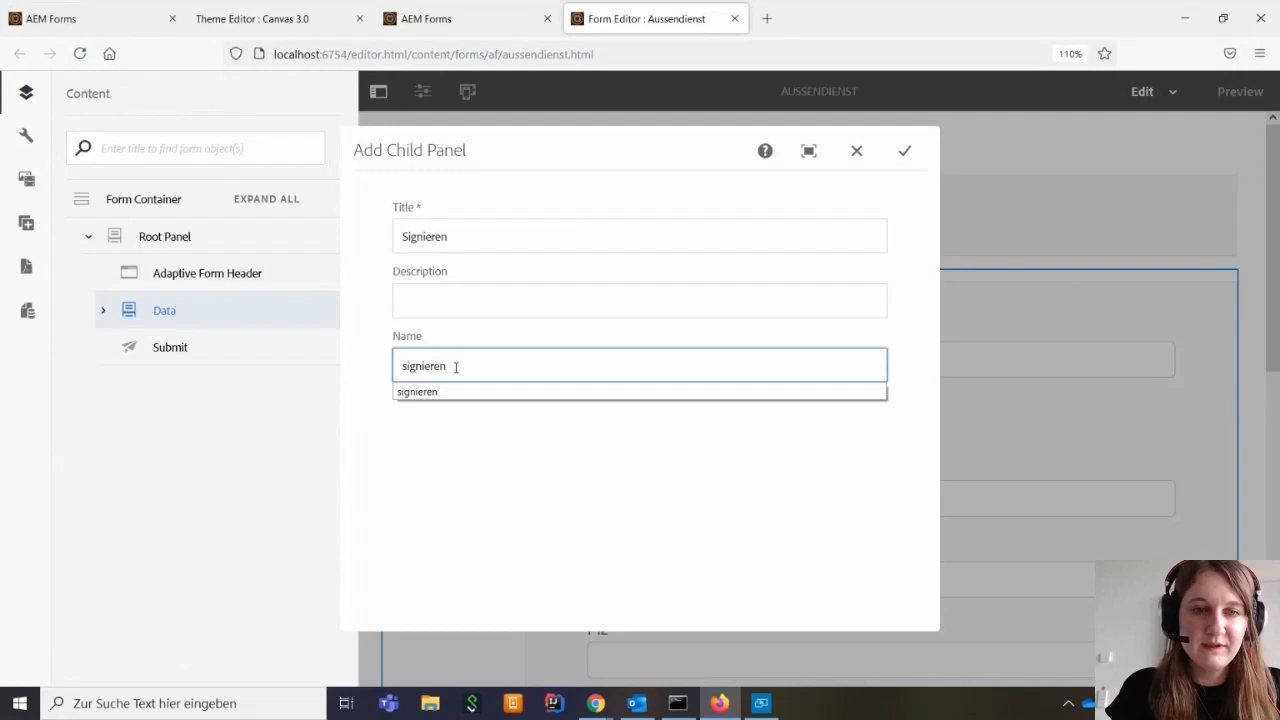 AEM Forms
Theme Editor : Canvas 3.0
AEM Forms
Form Editor : Aussendienst
localhost:6754/editor.html/content/forms/af/aussendienst.html
110%
Content
AUSSENDIENST
Edit
Preview
Enter title to find form object(s)
Add Child Panel
Form Container
EXPAND ALL
Title *
Root Panel
Signieren
Adaptive Form Header
Description
Data
Name
Submit
signieren
signieren
Zur Suche Text hier eingeben